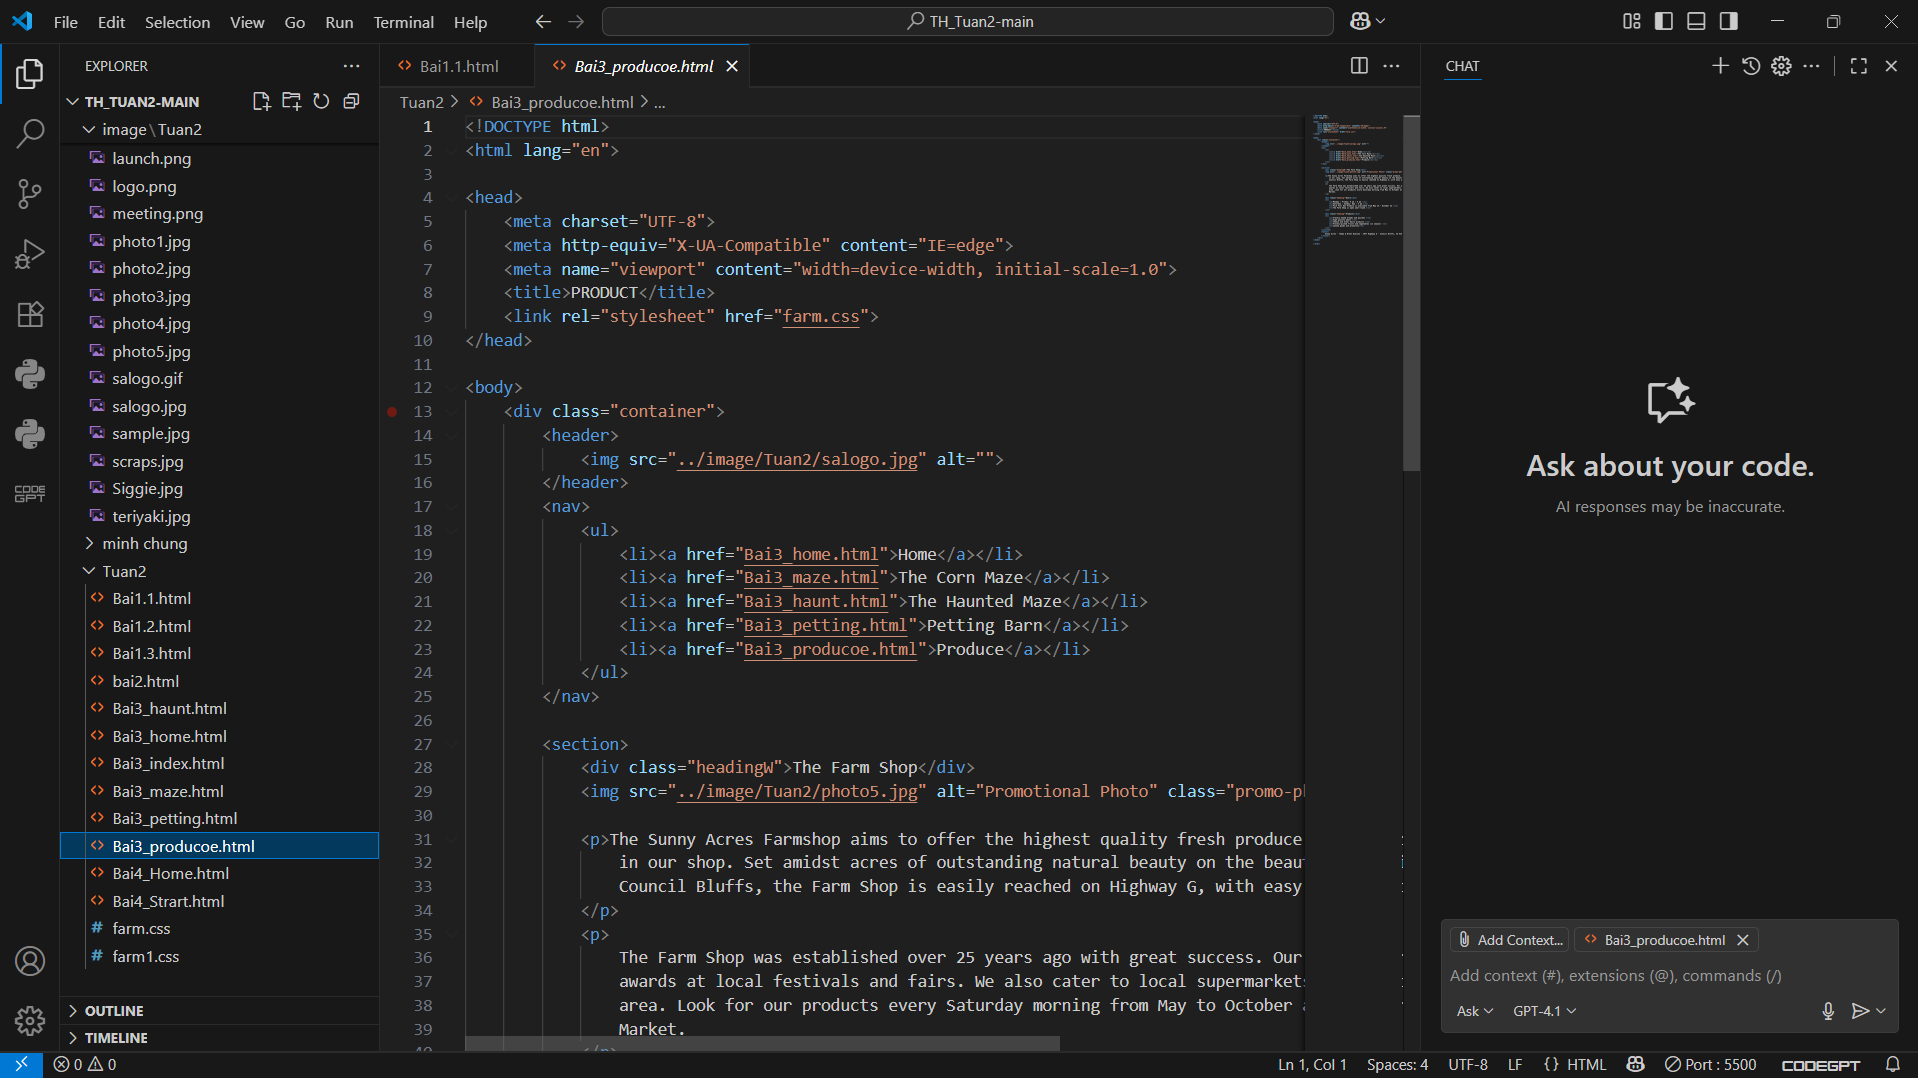 File Edit Selection View Go Run Terminal Help
TH_Tuan2-main
EXPLORER
TH_TUAN2-MAIN
image\Tuan2
launch.png
logo.png
meeting.png
photo1.jpg
photo2.jpg
photo3.jpg
photo4.jpg
photo5.jpg
salogo.gif
salogo.jpg
sample.jpg
scraps.jpg
Siggie.jpg
teriyaki.jpg
minh chung
Tuan2
Bai1.1.html
Bai1.2.html
Bai1.3.html
bai2.html
Bai3_haunt.html
Bai3_home.html
Bai3_index.html
Bai3_maze.html
Bai3_petting.html
Bai3_producoe.html
Bai4_Home.html
Bai4_Strart.html
# farm.css
# farm1.css
OUTLINE
TIMELINE
CODE
GPT
Bai1.1.html Bai3_producoe.html
Tuan2 > Bai3_producoe.html > ...
1 <!DOCTYPE html>
2 <html lang="en">
3
4 <head>
5 <meta charset="UTF-8">
6 <meta http-equiv="X-UA-Compatible" content="IE=edge">
7 <meta name="viewport" content="width=device-width, initial-scale=1.0">
8 <title>PRODUCT</title>
9 <link rel="stylesheet" href="farm.css">
10 </head>
11
12 <body>
13 <div class="container">
14 <header>
15 <img src="../image/Tuan2/salogo.jpg" alt="">
16 </header>
17 <nav>
18 <ul>
19 <li><a href="Bai3_home.html">Home</a></li>
20 <li><a href="Bai3_maze.html">The Corn Maze</a></li>
21 <li><a href="Bai3_haunt.html">The Haunted Maze</a></li>
22 <li><a href="Bai3_petting.html">Petting Barn</a></li>
23 <li><a href="Bai3_producoe.html">Produce</a></li>
24 </ul>
25 </nav>
26
27 <section>
28 <div class="headingW">The Farm Shop</div>
29 <img src="../image/Tuan2/photo5.jpg" alt="Promotional Photo" class="promo-p
30
31 <p>The Sunny Acres Farmshop aims to offer the highest quality fresh produce
32 in our shop. Set amidst acres of outstanding natural beauty on the beau
33 Council Bluffs, the Farm Shop is easily reached on Highway G, with easy
34 </p>
35 <p>
36 The Farm Shop was established over 25 years ago with great success. Our
37 awards at local festivals and fairs. We also cater to local supermarkets
38 area. Look for our products every Saturday morning from May to October
39 Market.
CHAT
Ask about your code.
AI responses may be inaccurate.
Add Context... Bai3_producoe.html
Add context (#), extensions (@), commands (/)
Ask GPT-4.1
0 0 Ln 1, Col 1 Spaces: 4 UTF-8 LF {} HTML Port : 5500 CODEGPT